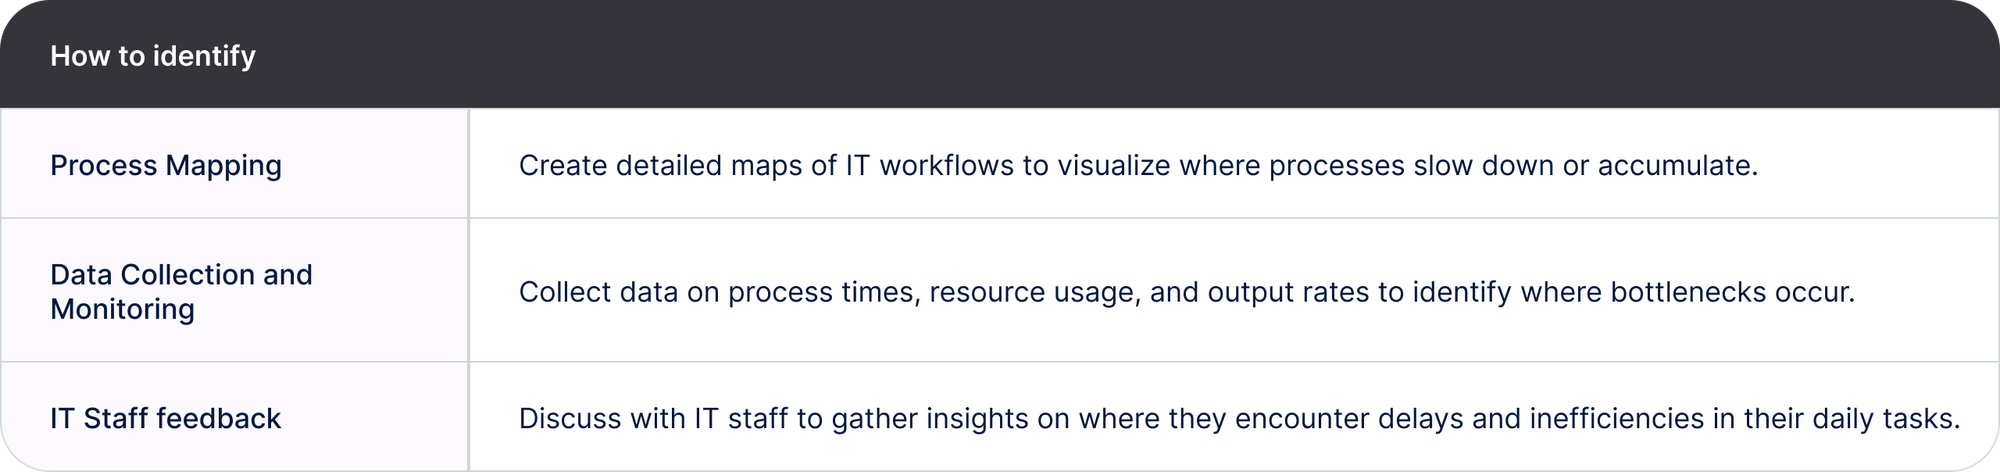 How to identify
Process Mapping
Create detailed maps of IT workflows to visualize where processes slow down or accumulate.
Data Collection and
Monitoring
Collect data on process times, resource usage, and output rates to identify where bottlenecks occur.
IT Staff feedback
Discuss with IT staff to gather insights on where they encounter delays and inefficiencies in their daily tasks.